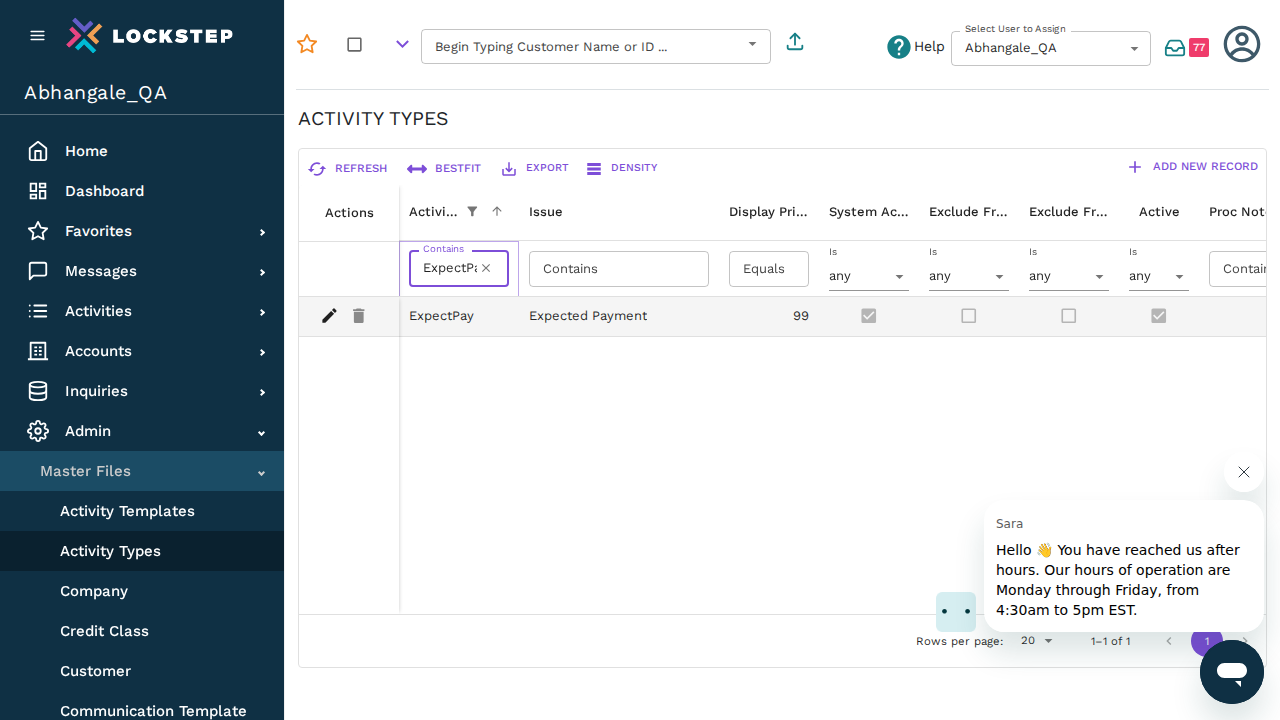 LOCKSTEP
Begin Typing Customer Name or ID ...
Help
Select User to Assign
Abhangale_QA
77
Abhangale_QA
Home
Dashboard
Favorites
Messages
Activities
Accounts
Inquiries
Admin
Master Files
Activity Templates
Activity Types
Company
Credit Class
Customer
Communication Template
ACTIVITY TYPES
REFRESH
BESTFIT
EXPORT
DENSITY
ADD NEW RECORD
Actions
Activi...
Issue
Display Pri...
System Ac...
Exclude Fr...
Exclude Fr...
Active
Proc Not
Contains
ExpectPa
Contains
Equals
Is
any
Is
any
Is
any
Is
any
Contain
ExpectPay
Expected Payment
99
Sara
Hello 👋 You have reached us after
hours. Our hours of operation are
Monday through Friday, from
4:30am to 5pm EST.
Rows per page:
20
1–1 of 1
1